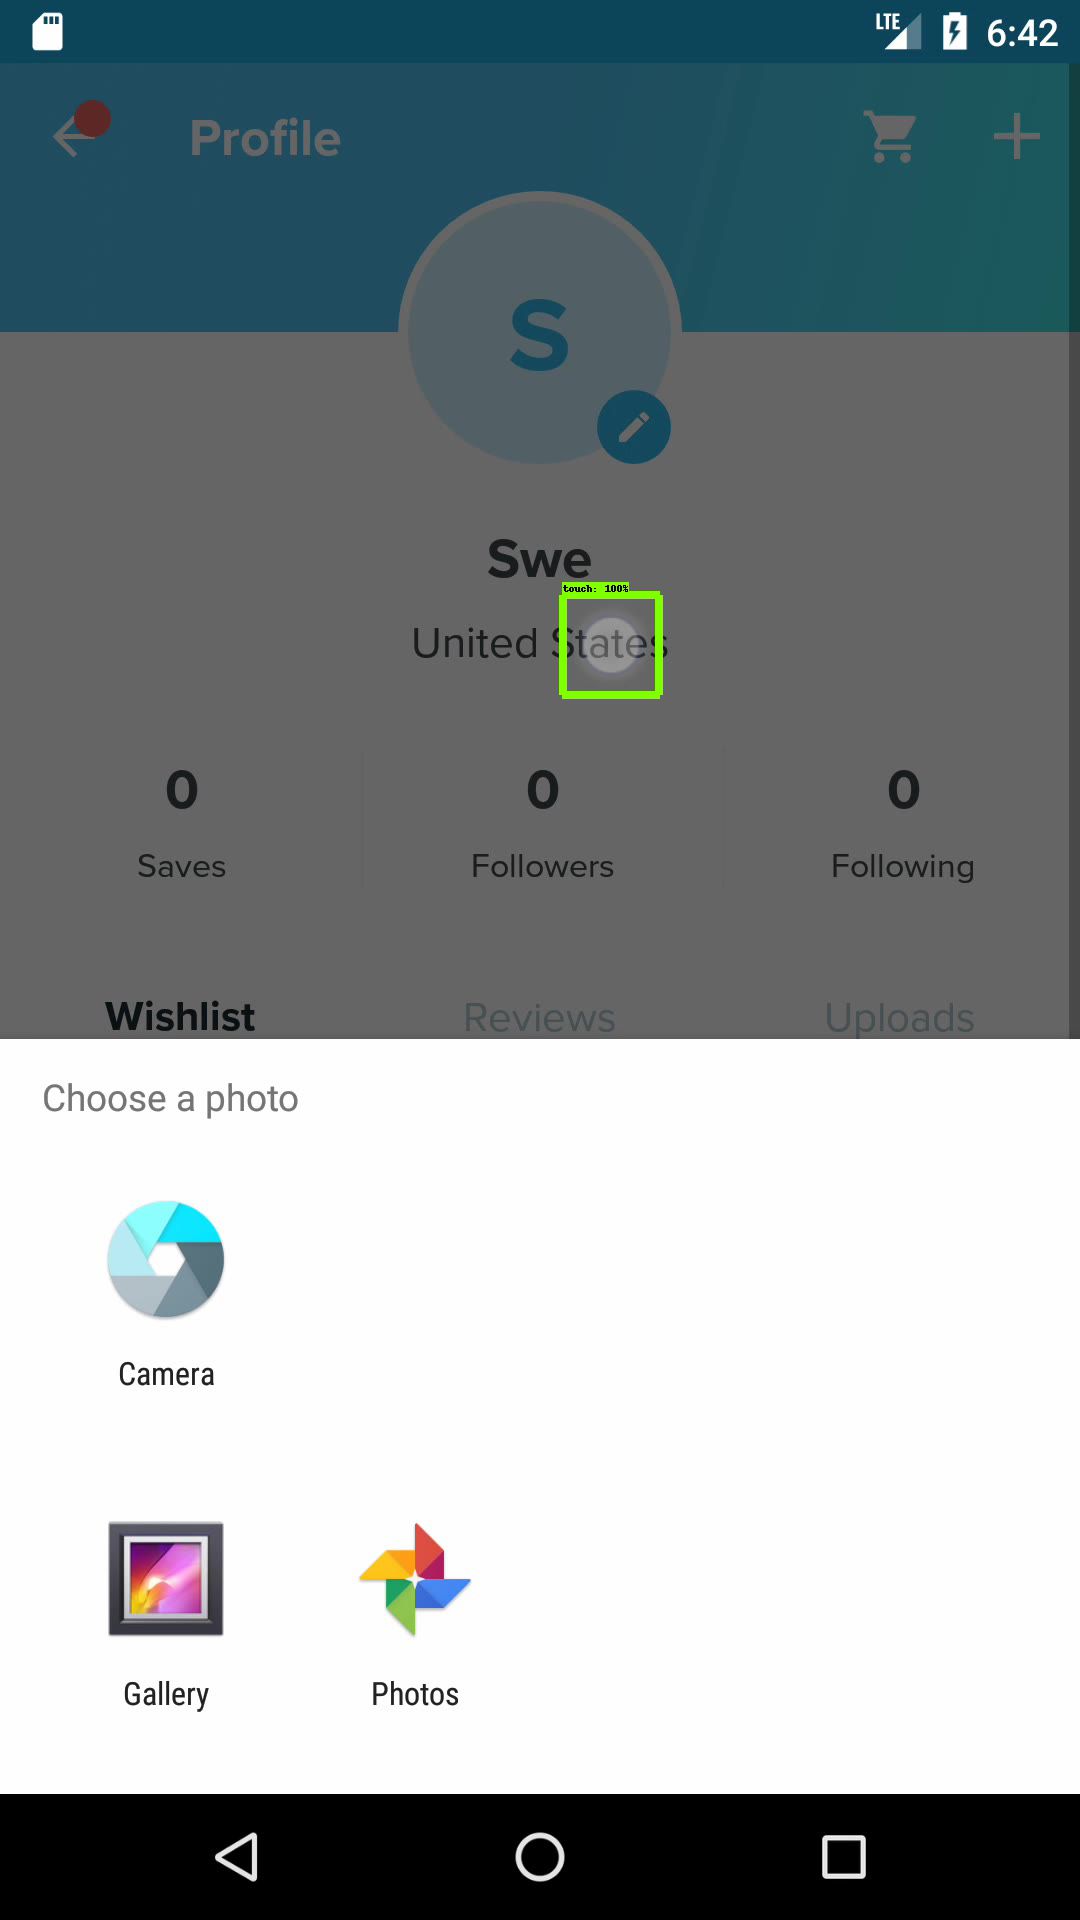 LTE 6:42
Profile
S
Swe
touch: 100%
United States
0 0 0
Saves Followers Following
Wishlist Reviews Uploads
Choose a photo
Camera
Gallery Photos